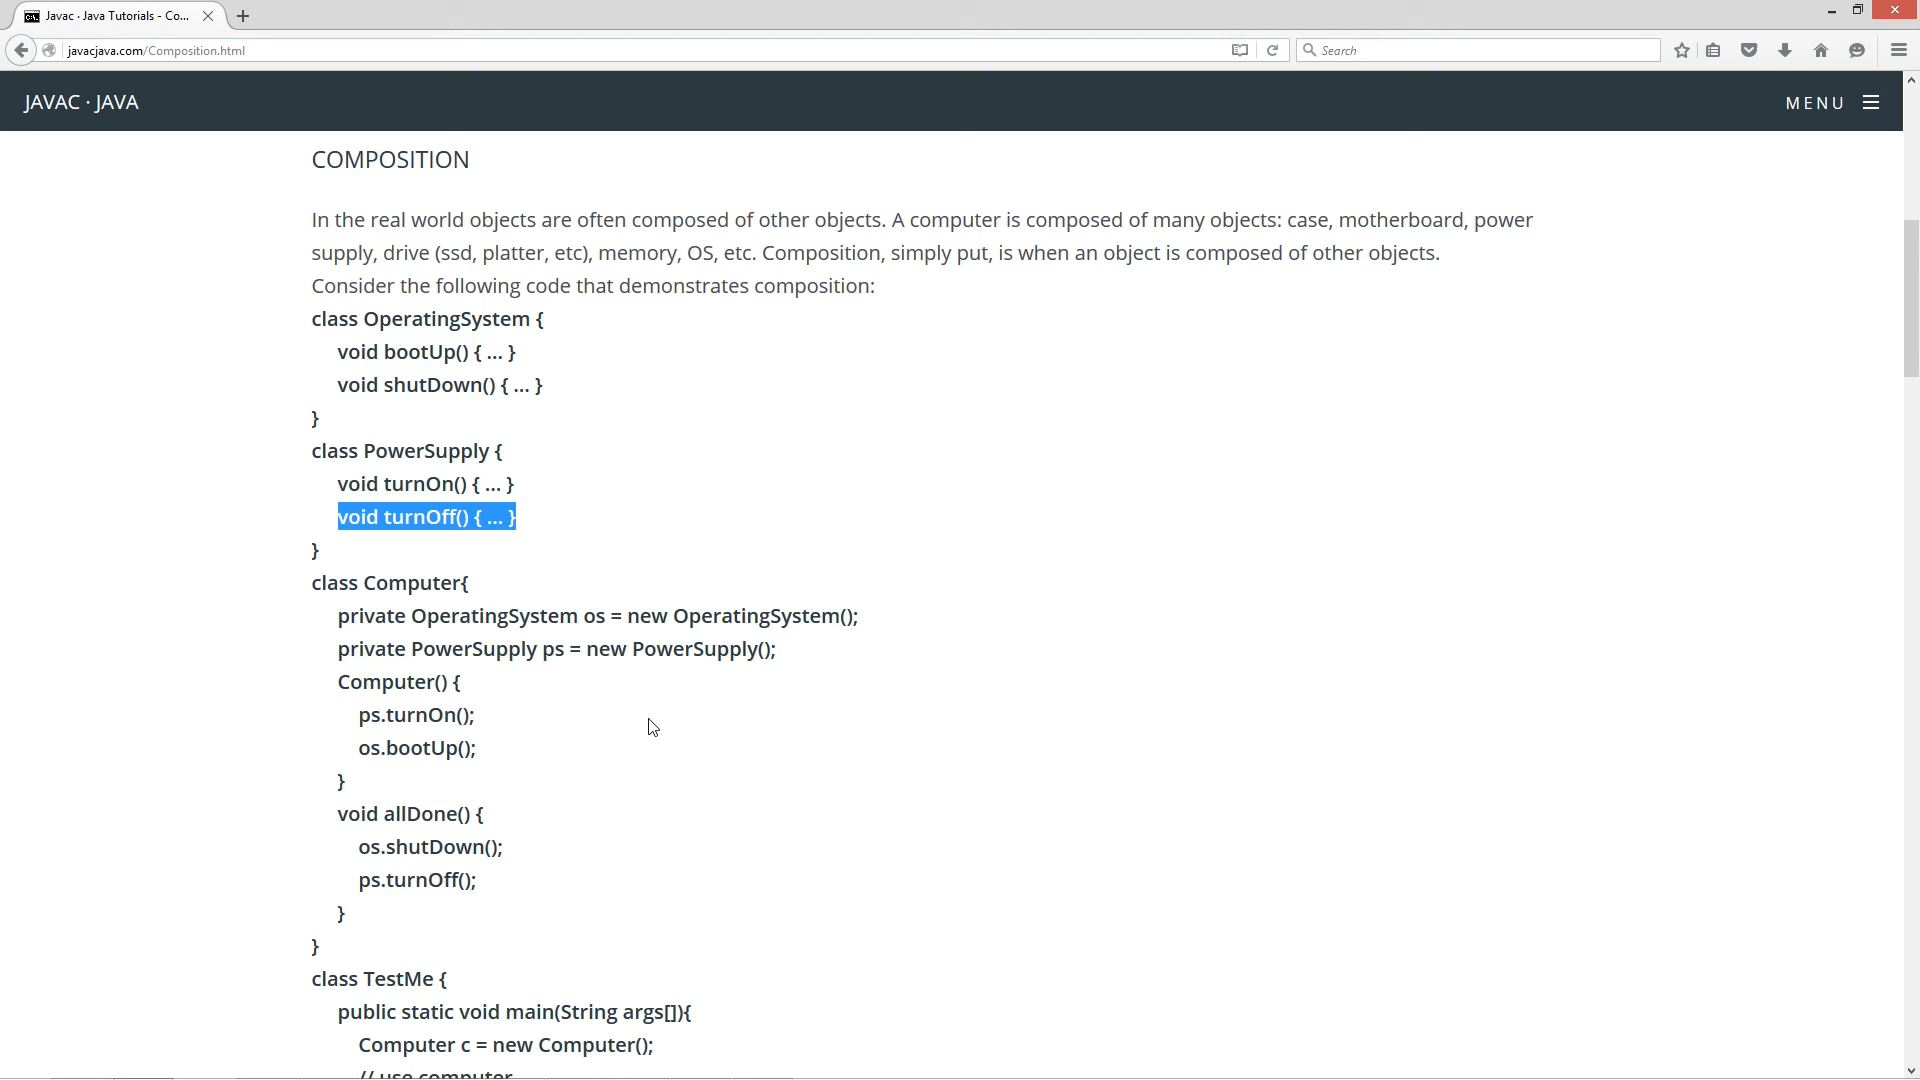 Javac · Java Tutorials - Co...
javacjava.com/Composition.html
Search
JAVAC · JAVA
MENU
COMPOSITION
In the real world objects are often composed of other objects. A computer is composed of many objects: case, motherboard, power
supply, drive (ssd, platter, etc), memory, OS, etc. Composition, simply put, is when an object is composed of other objects.
Consider the following code that demonstrates composition:
class OperatingSystem {
void bootUp() { ... }
void shutDown() { ... }
}
class PowerSupply {
void turnOn() { ... }
void turnOff() { ... }
}
class Computer{
private OperatingSystem os = new OperatingSystem();
private PowerSupply ps = new PowerSupply();
Computer() {
ps.turnOn();
os.bootUp();
}
void allDone() {
os.shutDown();
ps.turnOff();
}
}
class TestMe {
public static void main(String args[]){
Computer c = new Computer();
// use computer